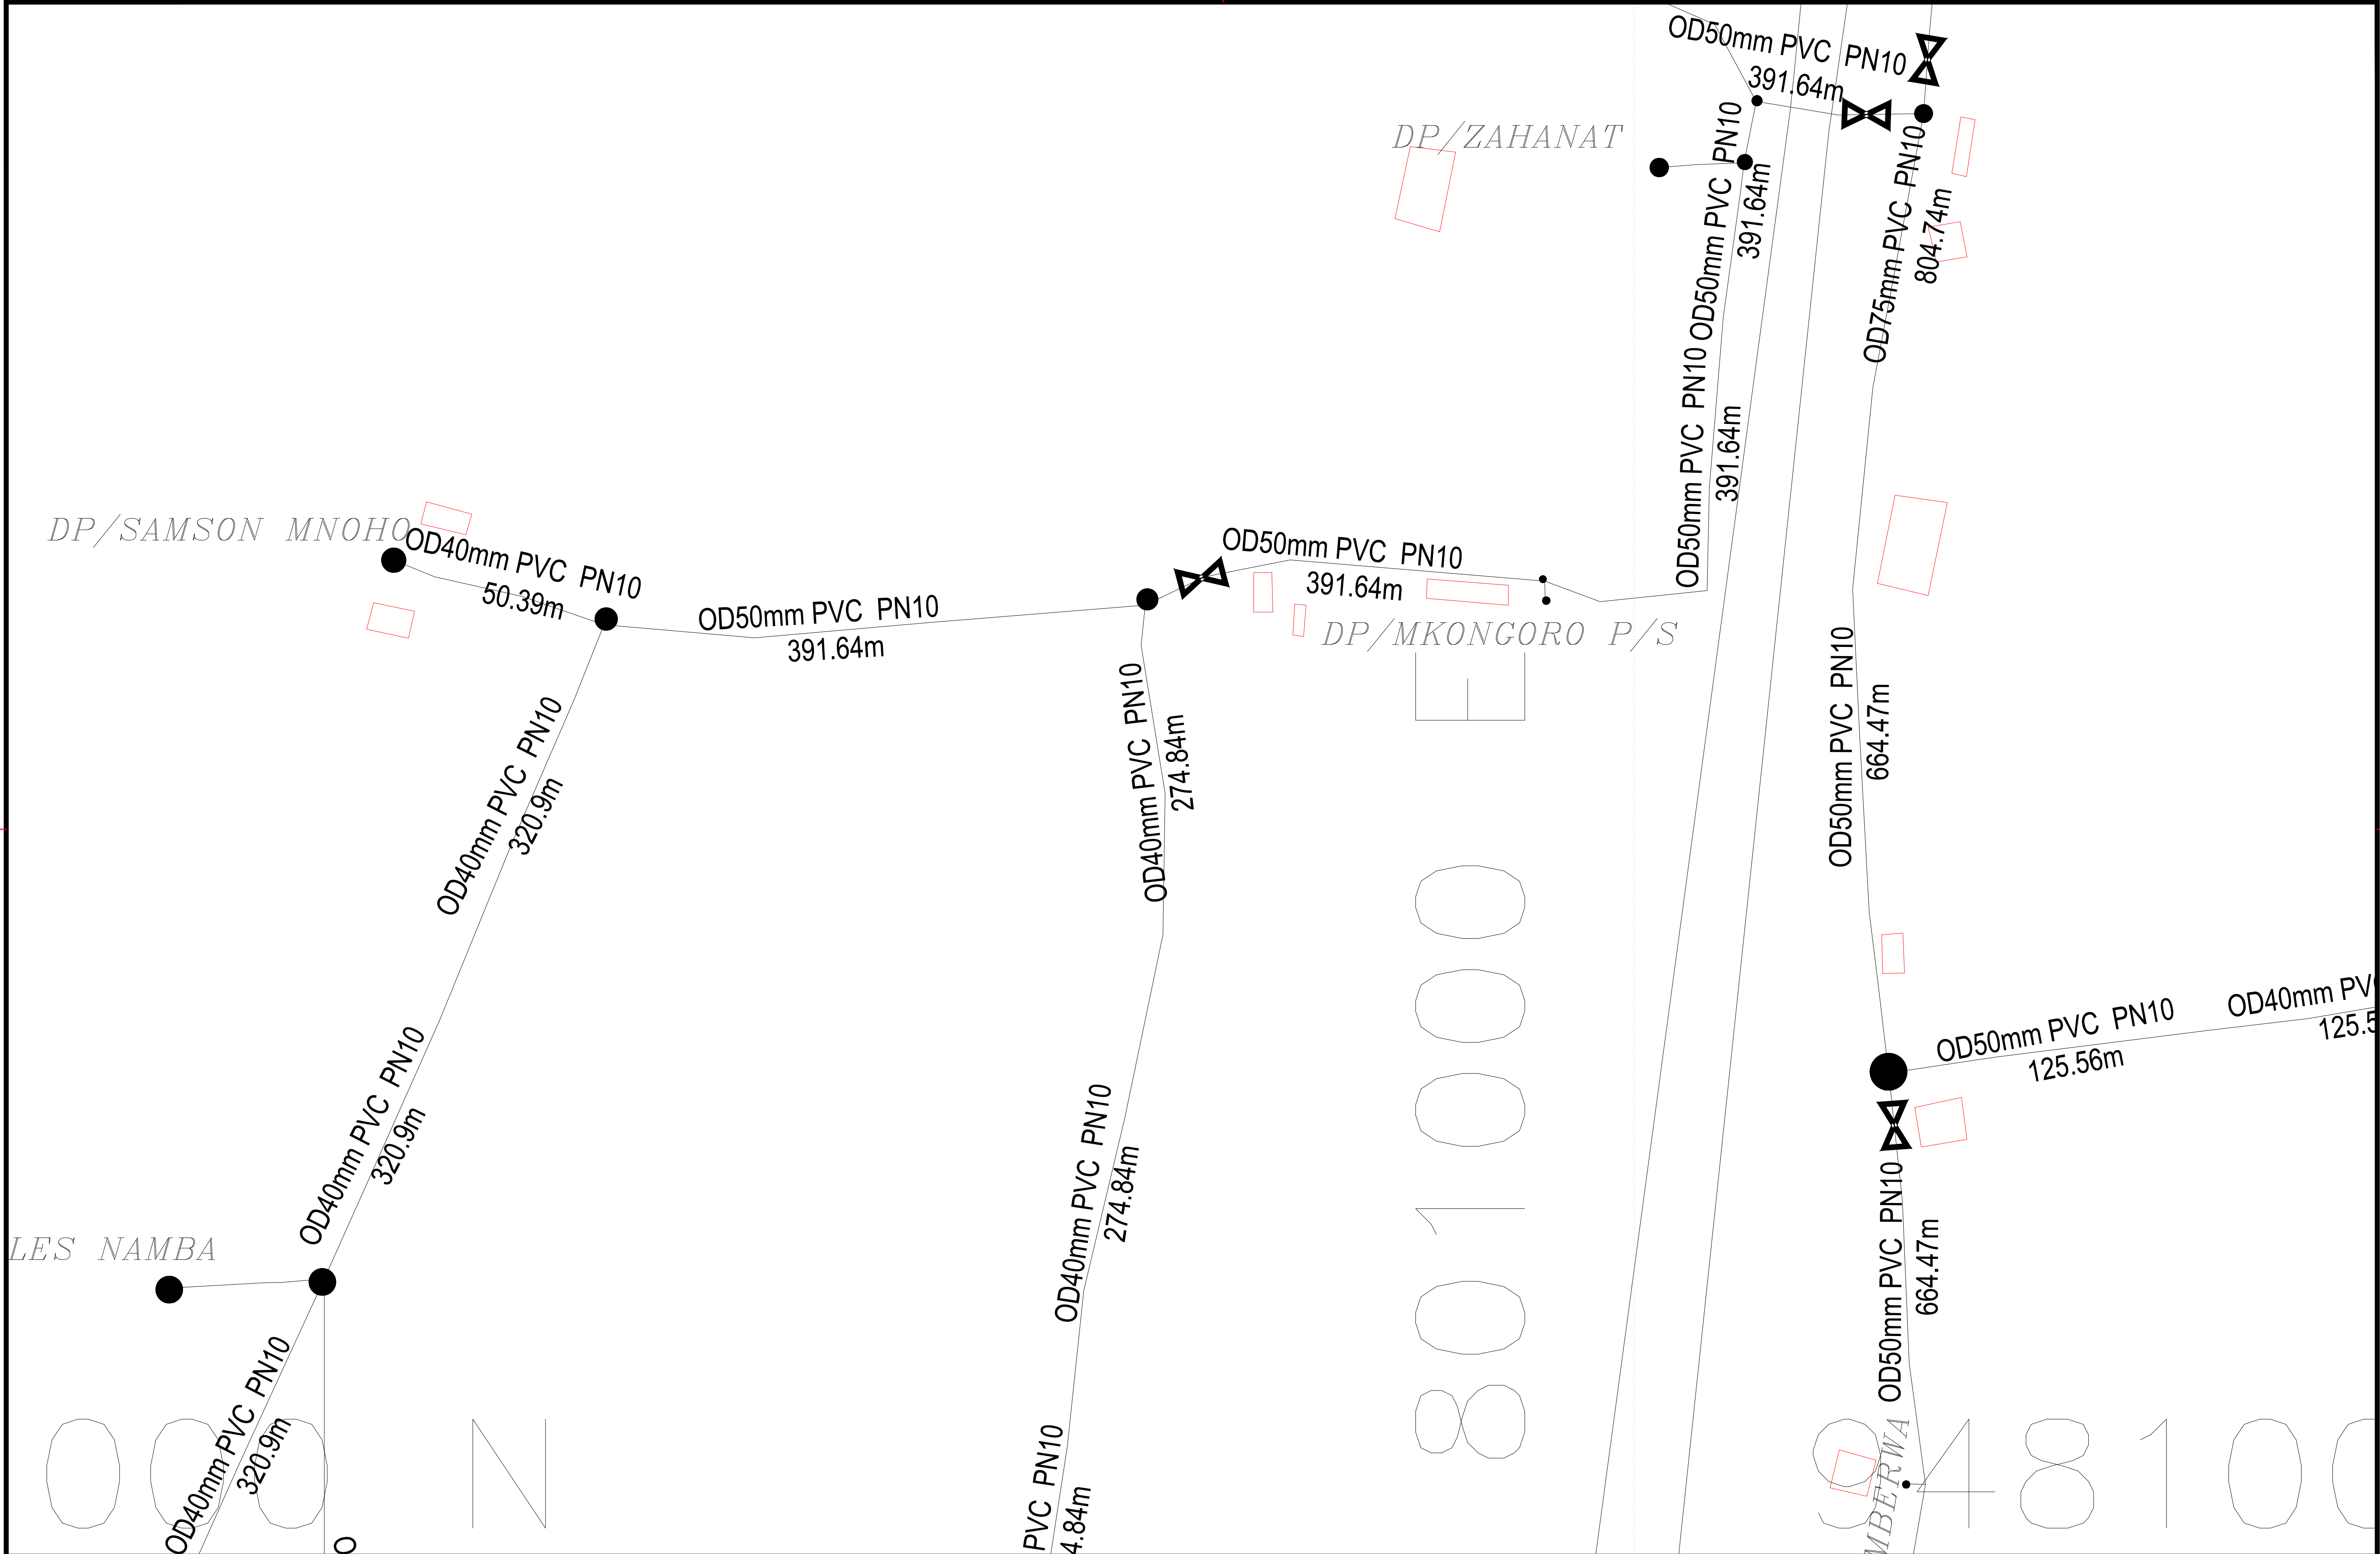 OD50mm PVC  PN10
391.64m
DP/ZAHANAT
OD50mm PVC  PN10
391.64m
OD75mm PVC  PN10
804.74m
OD50mm PVC  PN10
391.64m
DP/SAMSON  MNOHO
OD40mm PVC  PN10
50.39m
OD50mm PVC  PN10
391.64m
OD50mm PVC  PN10
391.64m
DP/MKONGORO  P/S
OD40mm PVC  PN10
320.9m
OD40mm PVC  PN10
274.84m
OD50mm PVC  PN10
664.47m
801000 E
OD50mm PVC  PN10
125.56m
OD40mm PV
125.5
OD40mm PVC  PN10
320.9m
OD40mm PVC  PN10
274.84m
OD50mm PVC  PN10
664.47m
LES  NAMBA
OD40mm PVC  PN10
320.9m
000 N
PVC  PN10
4.84m
948100
MBERWA